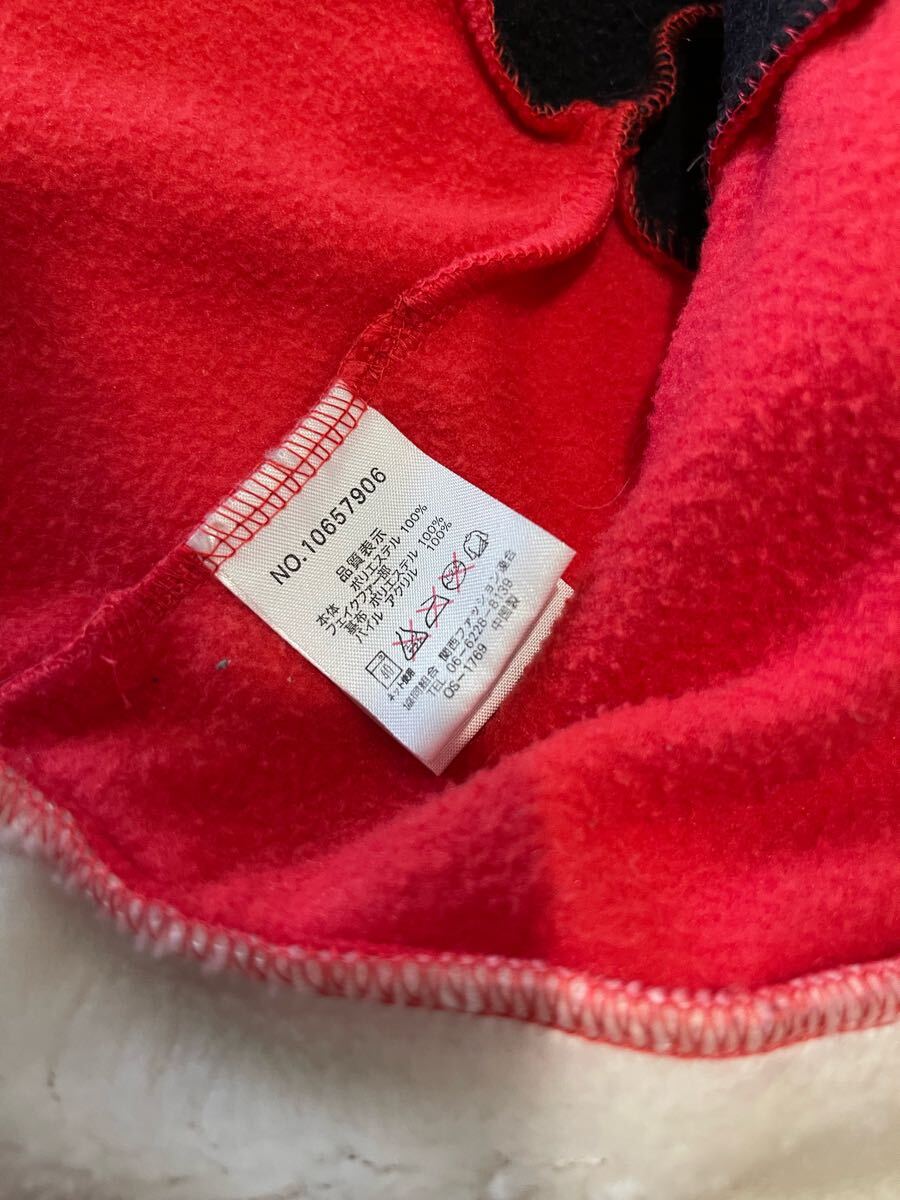 NO.10657906
品質表示
本体 ポリエステル 100%
フェイクファー部
基布 ポリエステル 100%
パイル アクリル 100%
ネット使用
協同組合 関西ファッション連合
TEL 06-6228-8139
OS-1769 中国製